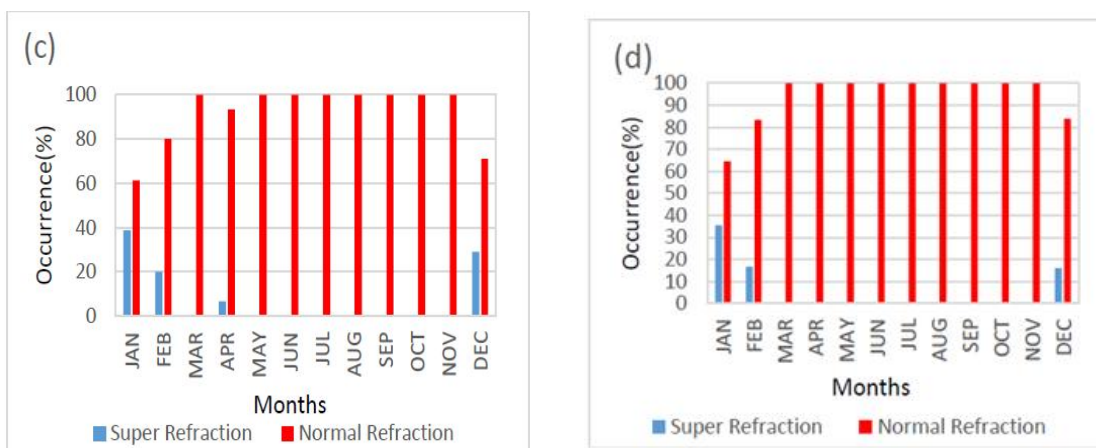 (c)
Occurrence(%)
100
80
60
40
20
0
JAN FEB MAR APR MAY JUN JUL AUG SEP OCT NOV DEC
Months
Super Refraction Normal Refraction
(d)
Occurrence(%)
100
90
80
70
60
50
40
30
20
10
0
JAN FEB MAR APR MAY JUN JUL AUG SEP OCT NOV DEC
Months
Super Refraction Normal Refraction